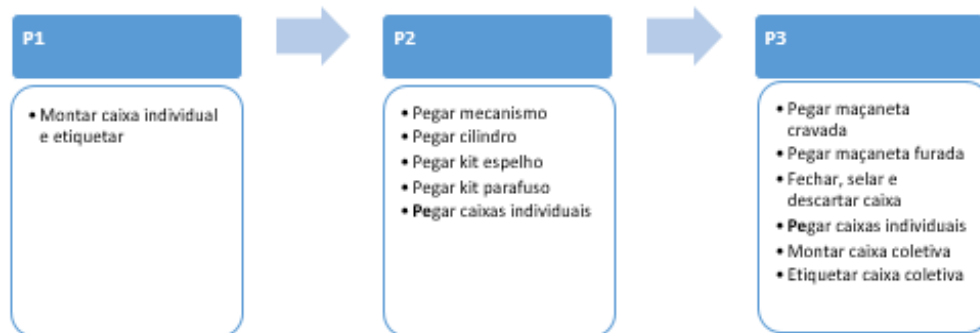 P1
• Montar caixa individual
e etiquetar
P2
• Pegar mecanismo
• Pegar cilindro
• Pegar kit espelho
• Pegar kit parafuso
• Pegar caixas individuais
P3
• Pegar maçaneta
cravada
• Pegar maçaneta furada
• Fechar, selar e
descartar caixa
• Pegar caixas individuais
• Montar caixa coletiva
• Etiquetar caixa coletiva